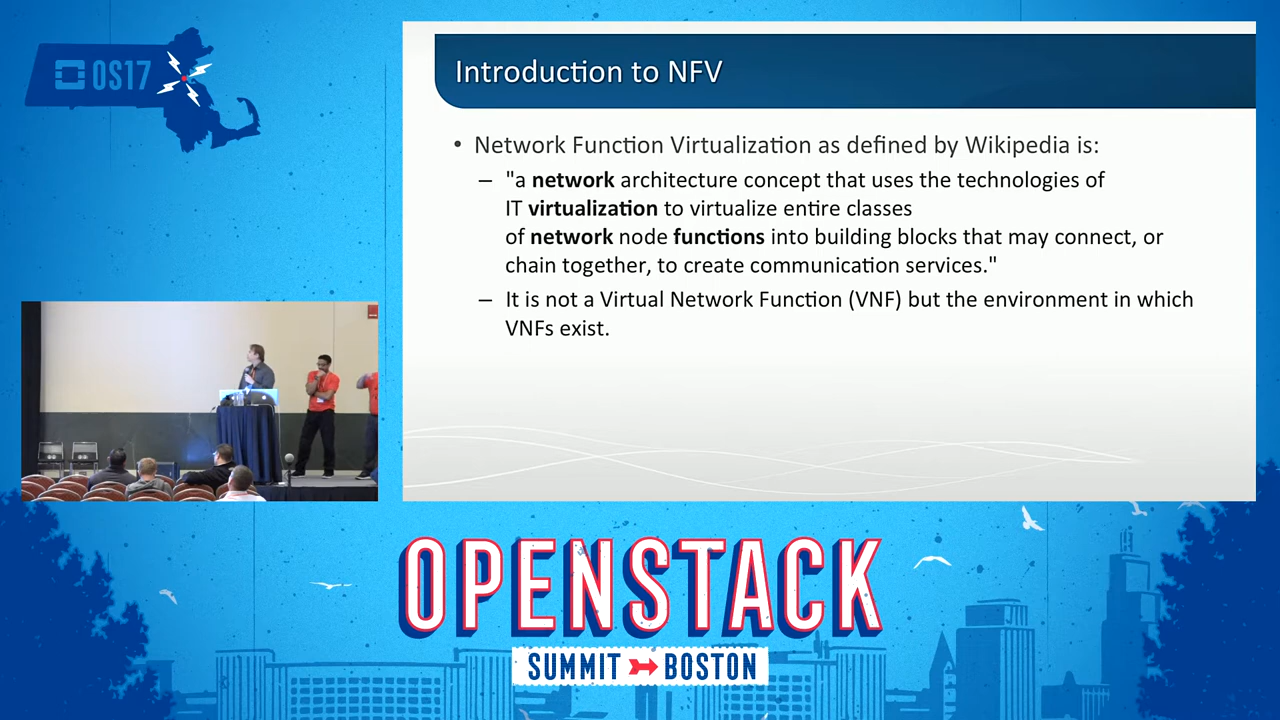 OS17
Introduction to NFV
• Network Function Virtualization as defined by Wikipedia is:
– "a network architecture concept that uses the technologies of
IT virtualization to virtualize entire classes
of network node functions into building blocks that may connect, or
chain together, to create communication services."
– It is not a Virtual Network Function (VNF) but the environment in which
VNFs exist.
OPENSTACK
SUMMIT BOSTON